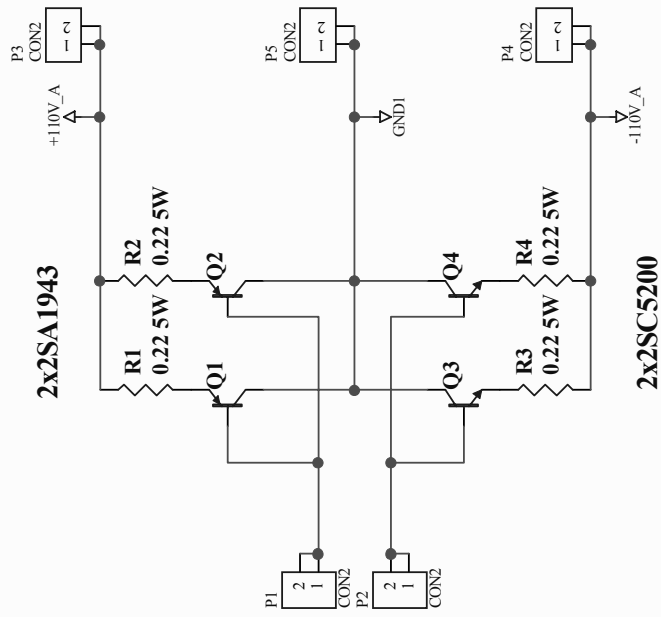 P3
CON2
2
1
P5
CON2
2
1
P4
CON2
2
1
+110V_A
GND1
-110V_A
2x2SA1943
R2
0.22 5W
R1
0.22 5W
Q2
Q1
Q4
Q3
R4
0.22 5W
R3
0.22 5W
2x2SC5200
P1
2
1
CON2
P2
2
1
CON2